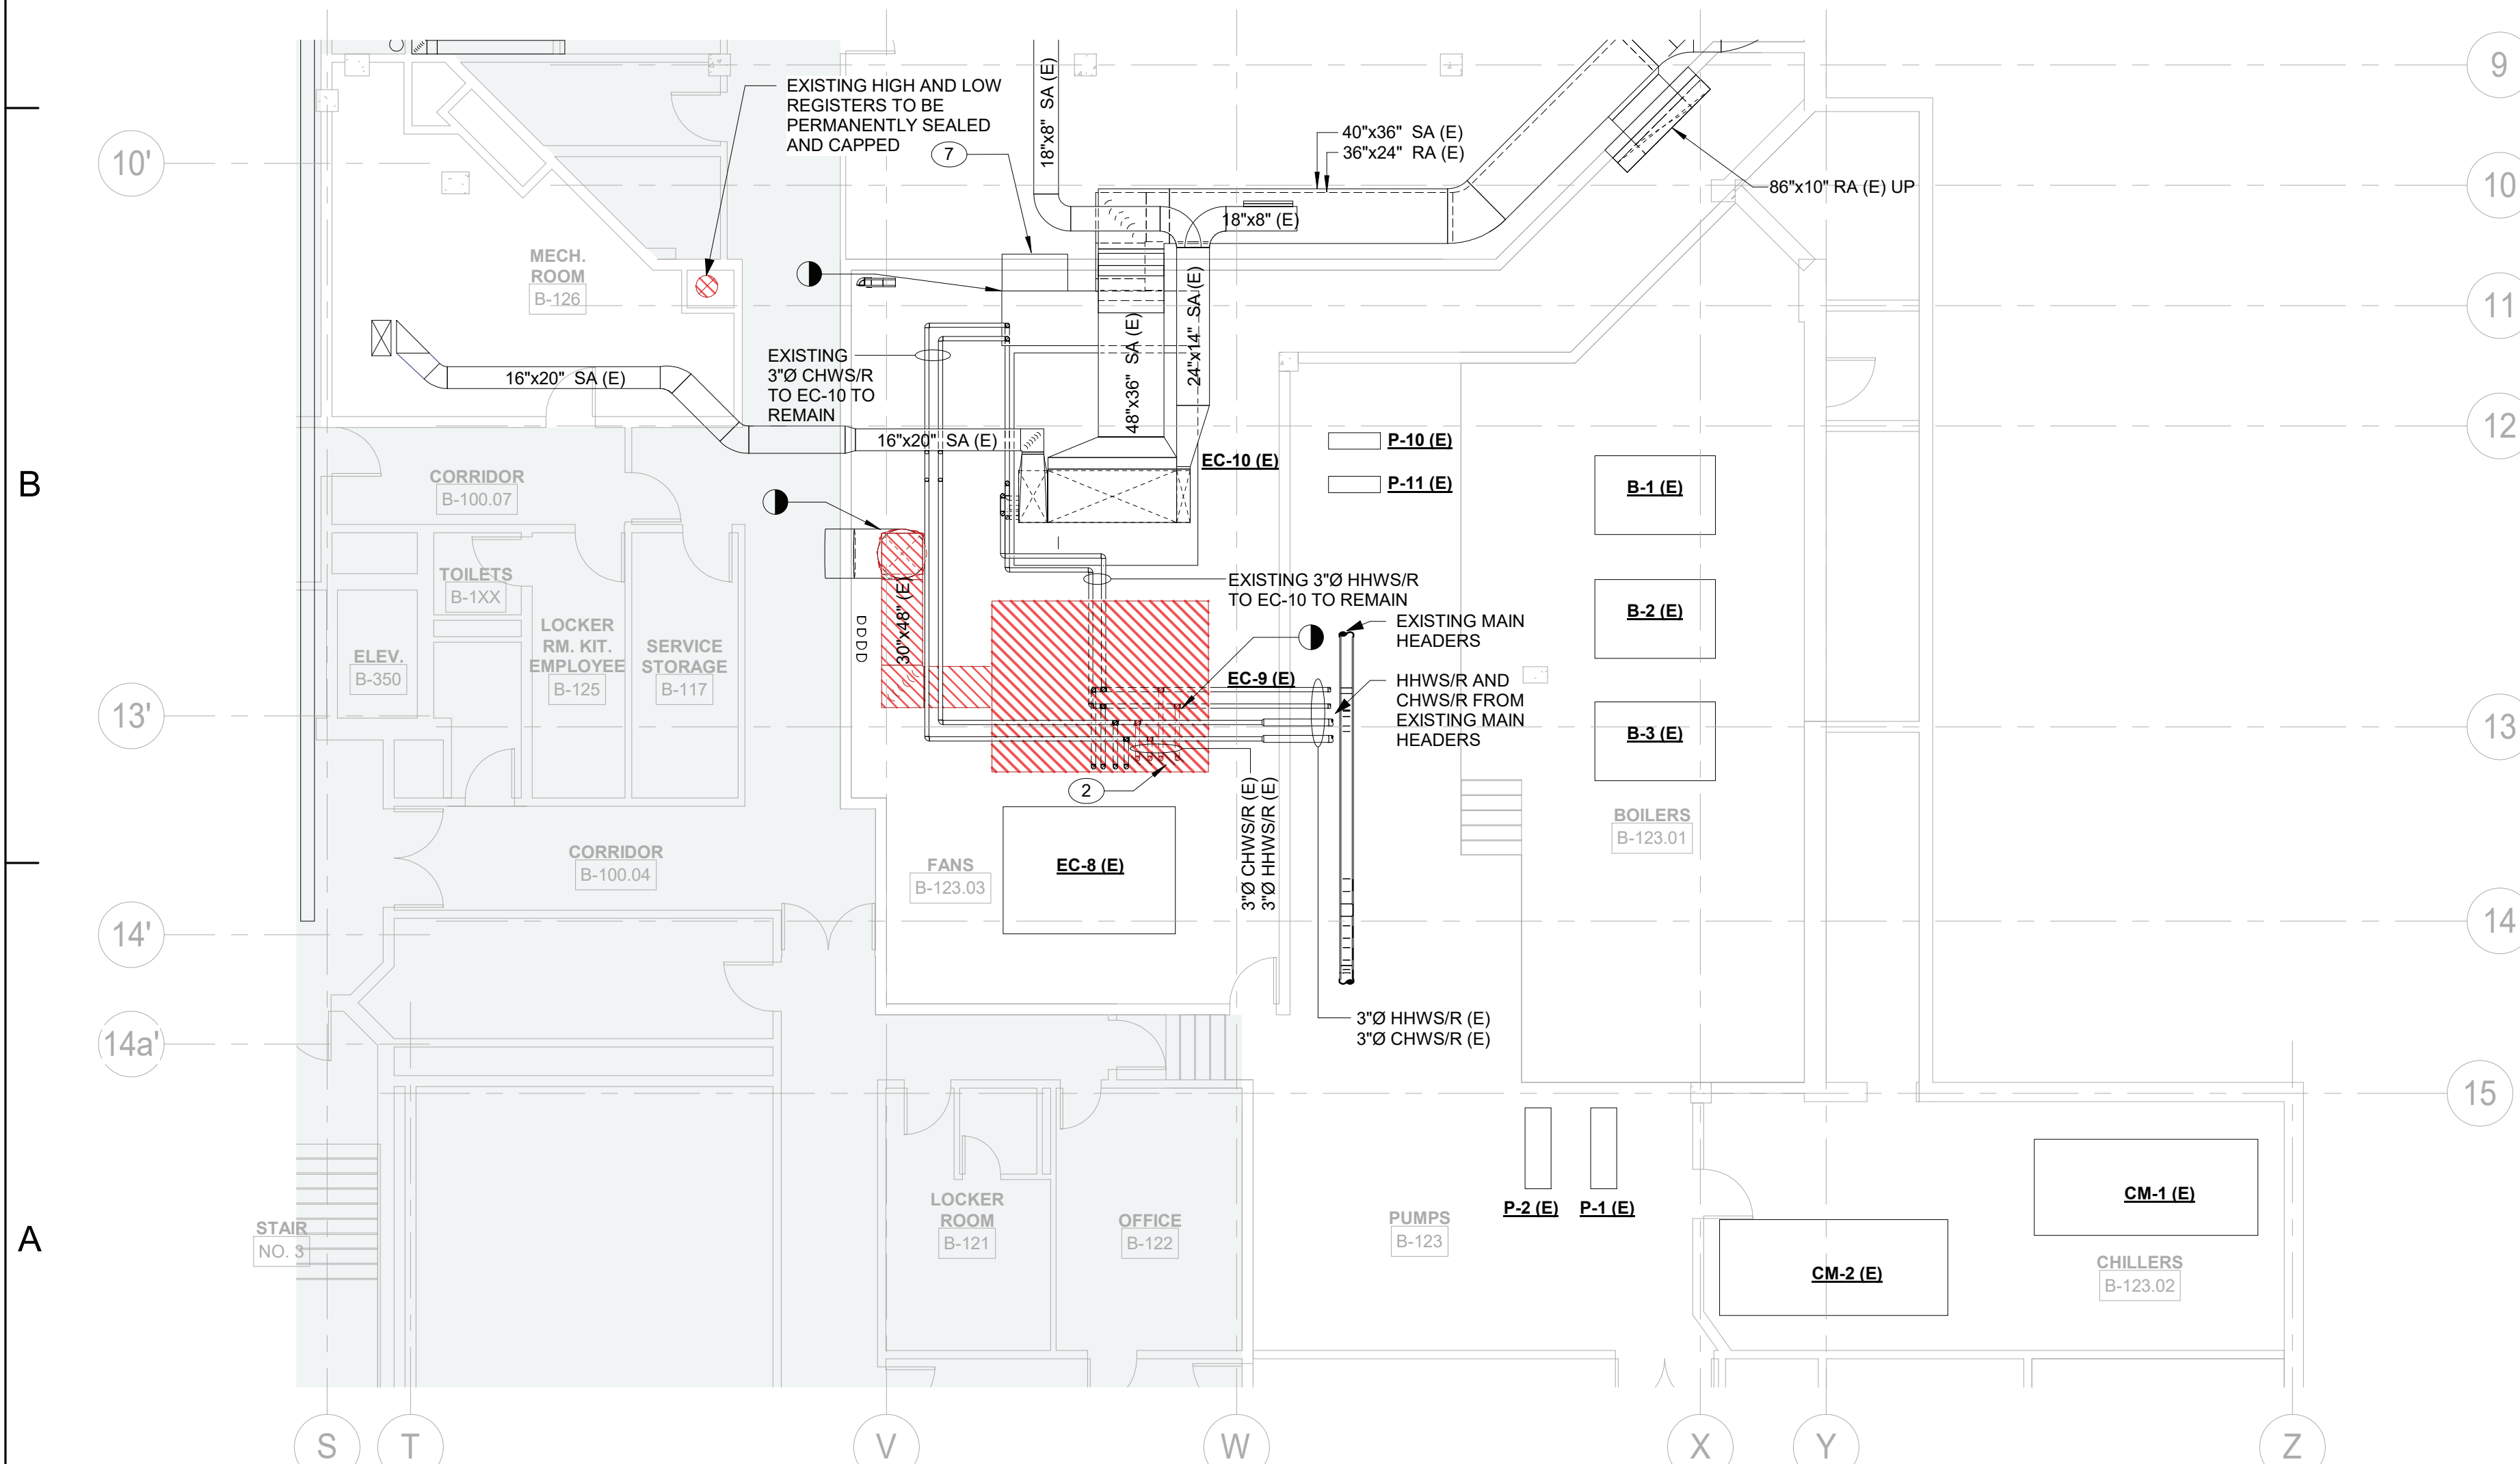 9
EXISTING HIGH AND LOW
REGISTERS TO BE
PERMANENTLY SEALED
AND CAPPED
7
18"x8" SA (E)
40"x36" SA (E)
36"x24" RA (E)
10'
10
86"x10" RA (E) UP
18"x8" (E)
MECH.
ROOM
B-126
11
48"x36" SA (E)
24"x14" SA (E)
EXISTING
3"Ø CHWS/R
TO EC-10 TO
REMAIN
16"x20" SA (E)
16"x20" SA (E)
12
P-10 (E)
EC-10 (E)
P-11 (E)
B-1 (E)
B
CORRIDOR
B-100.07
TOILETS
B-1XX
EXISTING 3"Ø HHWS/R
TO EC-10 TO REMAIN
B-2 (E)
30"x48" (E)
D D D D
EXISTING MAIN
HEADERS
LOCKER
RM. KIT.
EMPLOYEE
B-125
SERVICE
STORAGE
B-117
ELEV.
B-350
EC-9 (E)
HHWS/R AND
CHWS/R FROM
EXISTING MAIN
HEADERS
13'
13
B-3 (E)
2
3"Ø CHWS/R (E)
3"Ø HHWS/R (E)
BOILERS
B-123.01
CORRIDOR
B-100.04
FANS
B-123.03
EC-8 (E)
14'
14
3"Ø HHWS/R (E)
3"Ø CHWS/R (E)
14a'
15
A
STAIR
NO. 3
LOCKER
ROOM
B-121
OFFICE
B-122
PUMPS
B-123
P-2 (E)
P-1 (E)
CM-1 (E)
CM-2 (E)
CHILLERS
B-123.02
S
T
V
W
X
Y
Z